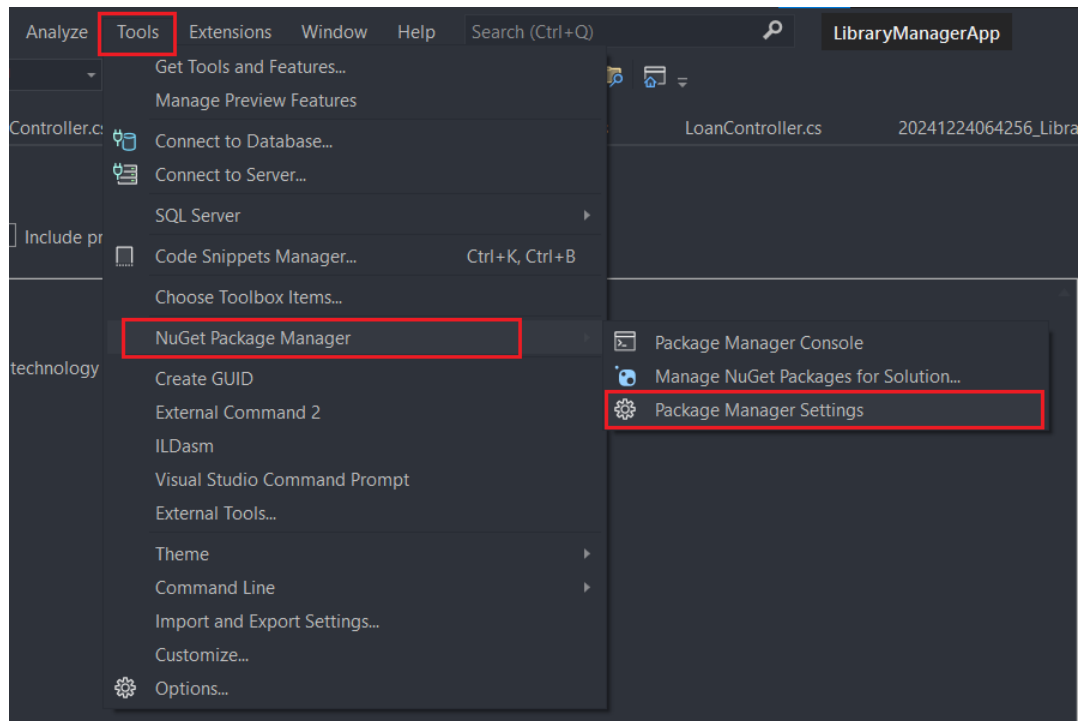 Analyze Tools Extensions Window Help Search (Ctrl+Q) LibraryManagerApp
Get Tools and Features...
Manage Preview Features
Controller.cs LoanController.cs 20241224064256_Libra
Connect to Database...
Connect to Server...
SQL Server
Include pr
Code Snippets Manager... Ctrl+K, Ctrl+B
Choose Toolbox Items...
NuGet Package Manager
Package Manager Console
technology
Manage NuGet Packages for Solution...
Create GUID
Package Manager Settings
External Command 2
ILDasm
Visual Studio Command Prompt
External Tools...
Theme
Command Line
Import and Export Settings...
Customize...
Options...